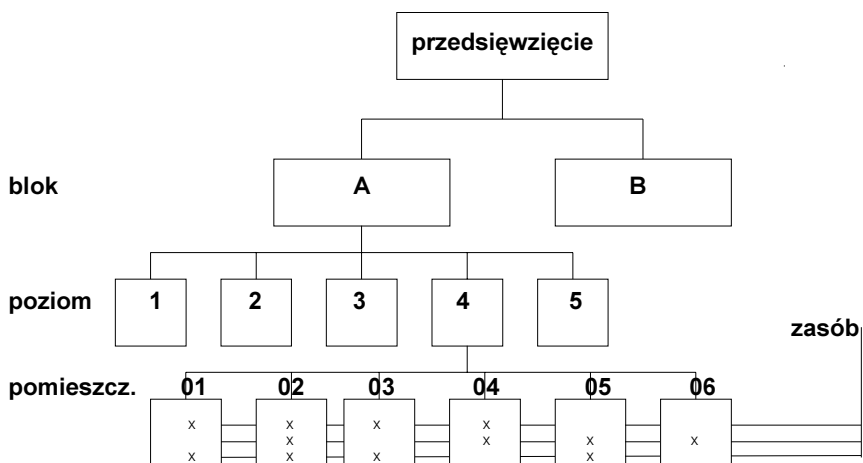 przedsięwzięcie
blok A B
poziom 1 2 3 4 5
zasób
pomieszcz. 01 02 03 04 05 06
x x x x
x x x x x
x x x x